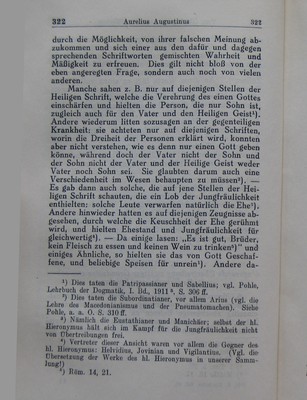 322 Aurelius Augustinus 322
durch die Möglichkeit, von ihrer falschen Meinung ab-
zukommen und sich einer aus den dafür und dagegen
sprechenden Schriftworten gemischten Wahrheit und
Mäßigung zu erfreuen. Dies gilt nicht bloß von der
eben angeregten Frage, sondern auch noch von vielen
anderen.
Manche sahen z. B. nur auf diejenigen Stellen der
Heiligen Schrift, welche die Verehrung des einen Gottes
einschärfen und hielten die Person, die nur Sohn ist,
zugleich auch für den Vater und den Heiligen Geist¹).
Andere wiederum litten sozusagen an der gegenteiligen
Krankheit; sie achteten nur auf diejenigen Schriften,
worin die Dreiheit der Personen erklärt wird, konnten
aber nicht verstehen, wie es denn nur einen Gott geben
könne, während doch der Vater nicht der Sohn und
der Sohn nicht der Vater und der Heilige Geist weder
Vater noch Sohn sei. Sie glaubten darum auch eine
Verschiedenheit im Wesen behaupten zu müssen²). —
Es gab dann auch solche, die auf jene Stellen der Hei-
ligen Schrift schauten, die ein Lob der Jungfräulichkeit
enthielten; solche Leute verwarfen natürlich die Ehe³),
Andere hinwieder hatten es auf diejenigen Zeugnisse ab-
gesehen, durch welche die Keuschheit der Ehe gerühmt
wird, und hielten Ehestand und Jungfräulichkeit für
gleichwertig⁴). — Da einige lasen: „Es ist gut, Brüder,
kein Fleisch zu essen und keinen Wein zu trinken⁵)" und
einiges ähnliche, so hielten sie das von Gott Geschaf-
fene, und beliebige Speisen für unrein¹). Andere da-
¹) Dies taten die Patripassianer und Sabellius; vgl. Pohle,
Lehrbuch der Dogmatik, I. Bd., 1911⁵, S. 306 ff.
²) Dies taten die Subordinatianer, vor allem Arius (vgl. die
Lehre des Macedonianismus und der Pneumatomachen). Siehe
Pohle, a. a. O. S. 310 ff.
³) Nämlich die Eustathianer und Manichäer; selbst der hl.
Hieronymus hält sich im Kampf für die Jungfräulichkeit nicht
von Übertreibungen frei.
⁴) Vertreter dieser Ansicht waren vor allem die Gegner des
hl. Hieronymus: Helvidius, Jovinian und Vigilantius. (Vgl. die
Übersetzung der Werke des hl. Hieronymus in unserer Samm-
lung!)
⁵) Röm. 14, 21.